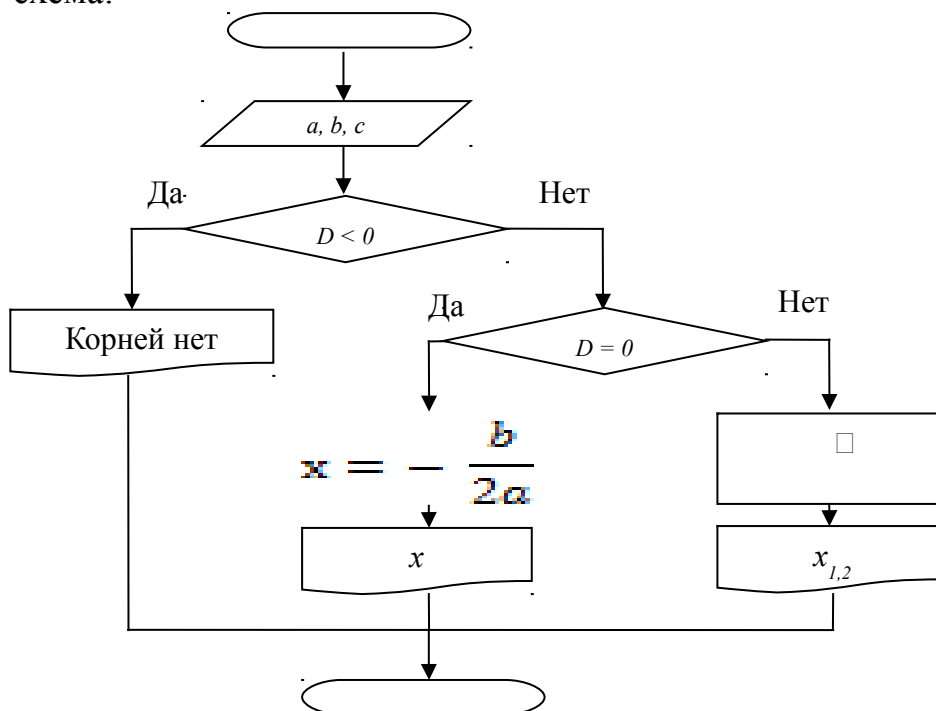 схема:
a, b, c
Да
Нет
D < 0
Да
Нет
Корней нет
D = 0
x = - b/2a
x
x1,2